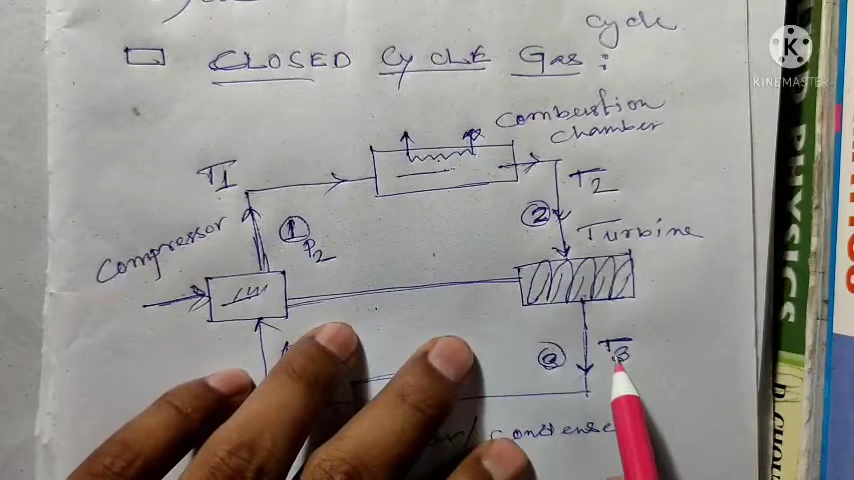 cycle
CLOSED Cycle Gas :
Combustion
chamber
T1
T2
Compressor
1
P2
2
Turbine
3
T3
condense
K
KINEMASTER
PHYSICS